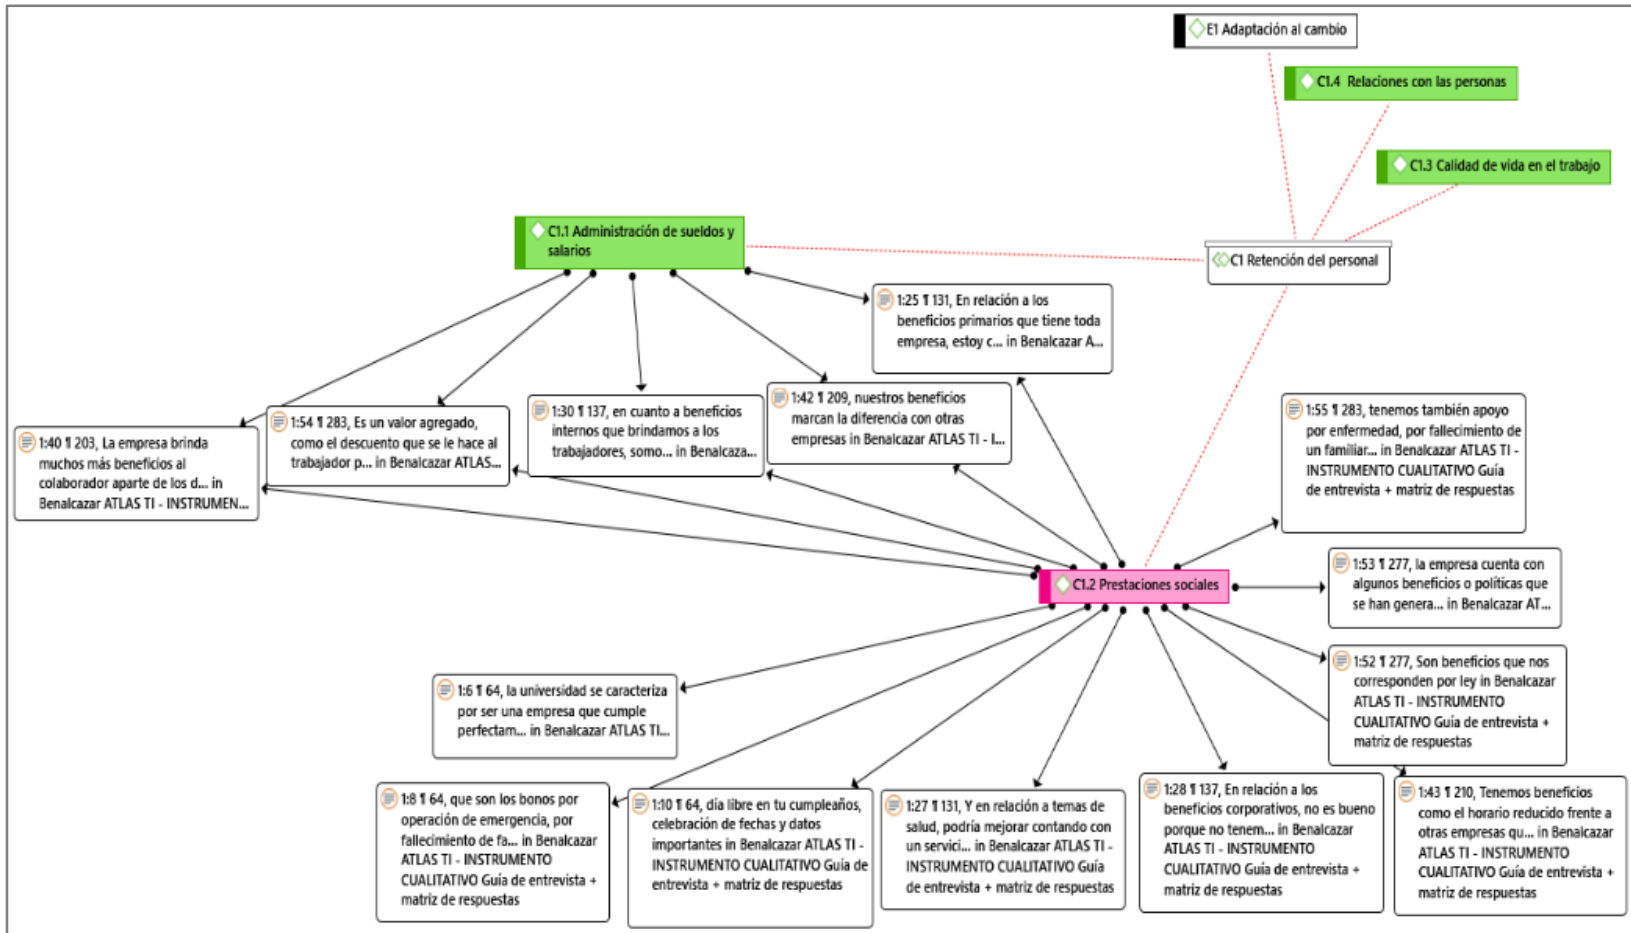 E1 Adaptación al cambio
C1.4 Relaciones con las personas
C1.3 Calidad de vida en el trabajo
C1.1 Administración de sueldos y
salarios
C1 Retención del personal
1:25 ¶ 131, En relación a los
beneficios primarios que tiene toda
empresa, estoy c... in Benalcazar A...
1:40 ¶ 203, La empresa brinda
muchos más beneficios al
colaborador aparte de los d... in
Benalcazar ATLAS TI - INSTRUMEN...
1:54 ¶ 283, Es un valor agregado,
como el descuento que se le hace al
trabajador p... in Benalcazar ATLAS...
1:30 ¶ 137, en cuanto a beneficios
internos que brindamos a los
trabajadores, somo... in Benalcaza...
1:42 ¶ 209, nuestros beneficios
marcan la diferencia con otras
empresas in Benalcazar ATLAS TI - I...
1:55 ¶ 283, tenemos también apoyo
por enfermedad, por fallecimiento de
un familiar... in Benalcazar ATLAS TI -
INSTRUMENTO CUALITATIVO Guía
de entrevista + matriz de respuestas
C1.2 Prestaciones sociales
1:53 ¶ 277, la empresa cuenta con
algunos beneficios o políticas que
se han genera... in Benalcazar AT...
1:52 ¶ 277, Son beneficios que nos
corresponden por ley in Benalcazar
ATLAS TI - INSTRUMENTO
CUALITATIVO Guía de entrevista +
matriz de respuestas
1:6 ¶ 64, la universidad se caracteriza
por ser una empresa que cumple
perfectam... in Benalcazar ATLAS TI...
1:8 ¶ 64, que son los bonos por
operación de emergencia, por
fallecimiento de fa... in Benalcazar
ATLAS TI - INSTRUMENTO
CUALITATIVO Guía de entrevista +
matriz de respuestas
1:10 ¶ 64, día libre en tu cumpleaños,
celebración de fechas y datos
importantes in Benalcazar ATLAS TI -
INSTRUMENTO CUALITATIVO Guía de
entrevista + matriz de respuestas
1:27 ¶ 131, Y en relación a temas de
salud, podría mejorar contando con
un servici... in Benalcazar ATLAS TI -
INSTRUMENTO CUALITATIVO Guía
de entrevista + matriz de respuestas
1:28 ¶ 137, En relación a los
beneficios corporativos, no es bueno
porque no tenem... in Benalcazar
ATLAS TI - INSTRUMENTO
CUALITATIVO Guía de entrevista +
matriz de respuestas
1:43 ¶ 210, Tenemos beneficios
como el horario reducido frente a
otras empresas qu... in Benalcazar
ATLAS TI - INSTRUMENTO
CUALITATIVO Guía de entrevista +
matriz de respuestas